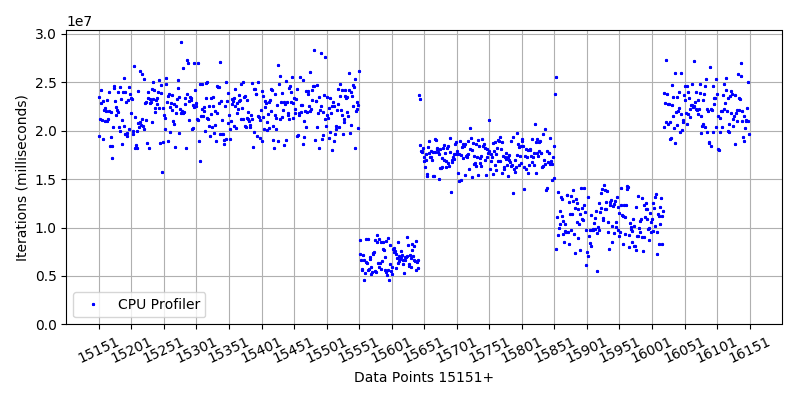 1e7
3.0
2.5
2.0
1.5
1.0
0.5
0.0
Iterations (milliseconds)
CPU Profiler
15151 15201 15251 15301 15351 15401 15451 15501 15551 15601 15651 15701 15751 15801 15851 15901 15951 16001 16051 16101 16151
Data Points 15151+